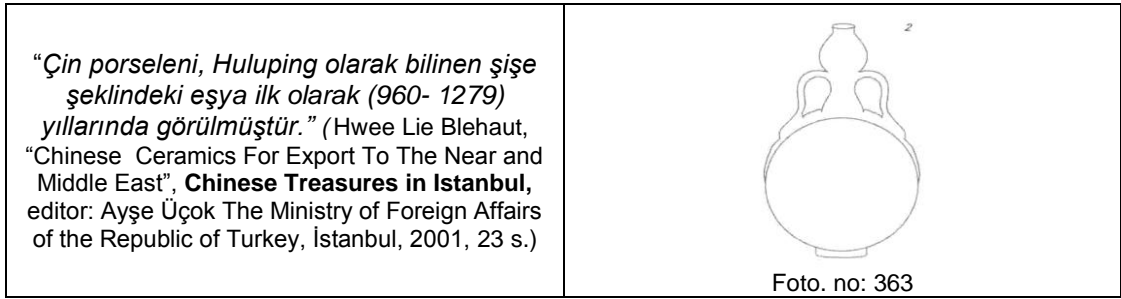 “Çin porseleni, Huluping olarak bilinen şişe
şeklindeki eşya ilk olarak (960- 1279)
yıllarında görülmüştür.” (Hwee Lie Blehaut,
“Chinese Ceramics For Export To The Near and
Middle East”, Chinese Treasures in Istanbul,
editor: Ayşe Üçok The Ministry of Foreign Affairs
of the Republic of Turkey, İstanbul, 2001, 23 s.)
2
Foto. no: 363